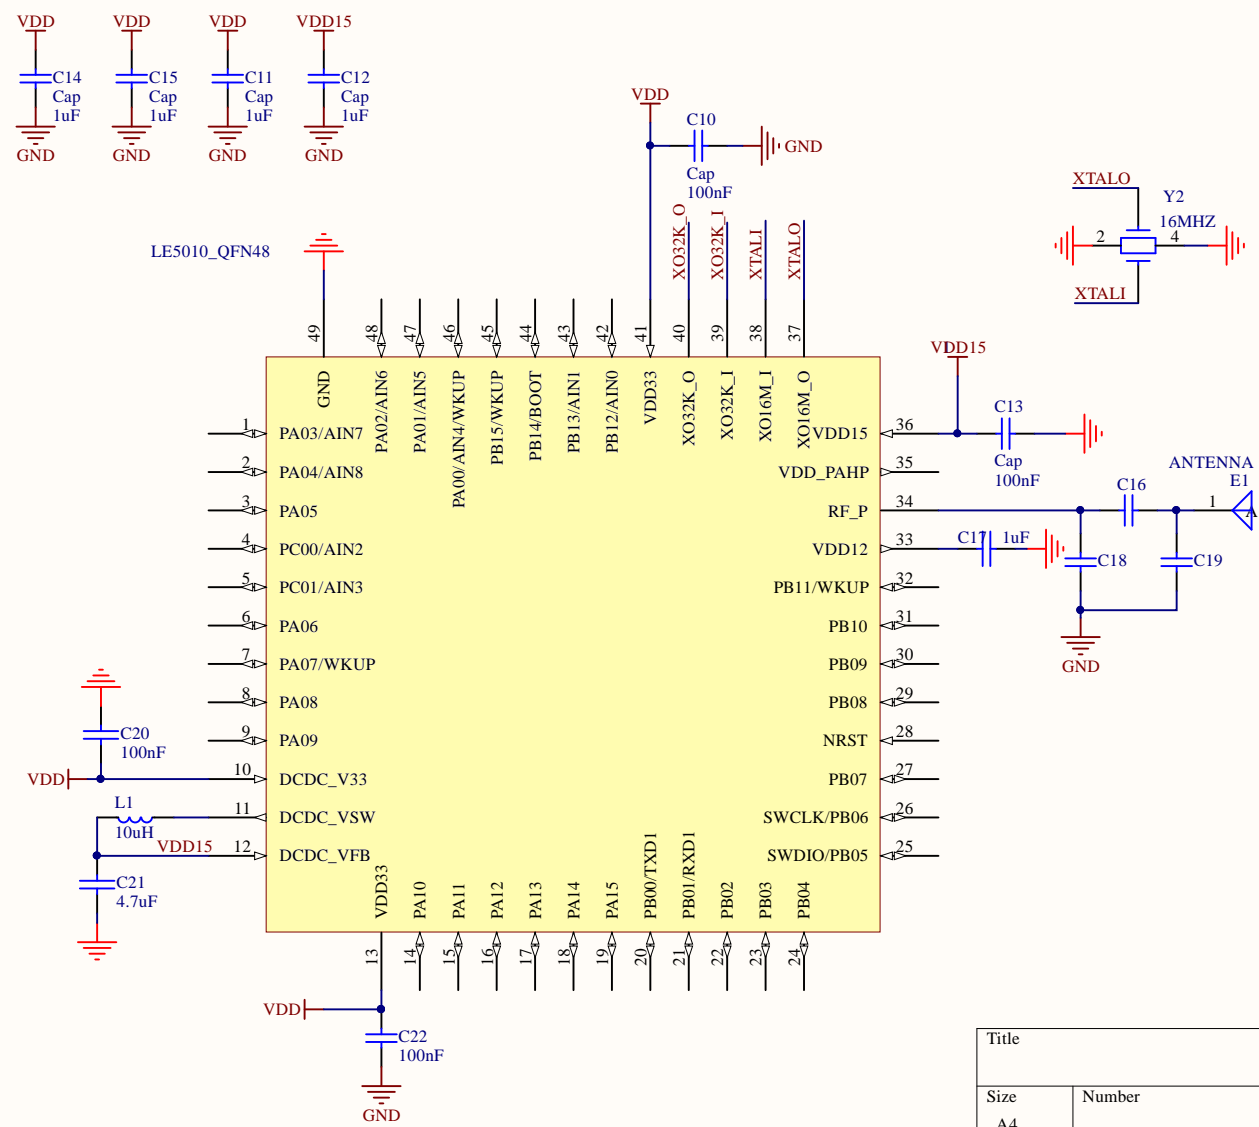 VDD
VDD
VDD
VDD15
C14
Cap
1uF
C15
Cap
1uF
C11
Cap
1uF
C12
Cap
1uF
GND
GND
GND
GND
VDD
C10
GND
Cap
100nF
XTALO
Y2
16MHZ
2
4
XTALI
LE5010_QFN48
XO32K_O
XO32K_I
XTALI
XTALO
49
48
47
46
45
44
43
42
41
40
39
38
37
GND
PA02/AIN6
PA01/AIN5
PA00/AIN4/WKUP
PB15/WKUP
PB14/BOOT
PB13/AIN1
PB12/AIN0
VDD33
XO32K_O
XO32K_I
XO16M_I
XO16M_O
1
PA03/AIN7
2
PA04/AIN8
3
PA05
4
PC00/AIN2
5
PC01/AIN3
6
PA06
7
PA07/WKUP
8
PA08
9
PA09
10
DCDC_V33
11
DCDC_VSW
12
DCDC_VFB
VDD15
36
VDD_PAHP
35
RF_P
34
VDD12
33
PB11/WKUP
32
PB10
31
PB09
30
PB08
29
NRST
28
PB07
27
SWCLK/PB06
26
SWDIO/PB05
25
VDD15
C13
Cap
100nF
ANTENNA
E1
1
A
C16
C17
1uF
C18
C19
GND
C20
100nF
VDD
L1
10uH
VDD15
C21
4.7uF
VDD33
PA10
PA11
PA12
PA13
PA14
PA15
PB00/TXD1
PB01/RXD1
PB02
PB03
PB04
13
14
15
16
17
18
19
20
21
22
23
24
VDD
C22
100nF
GND
Title
Size
Number
A4